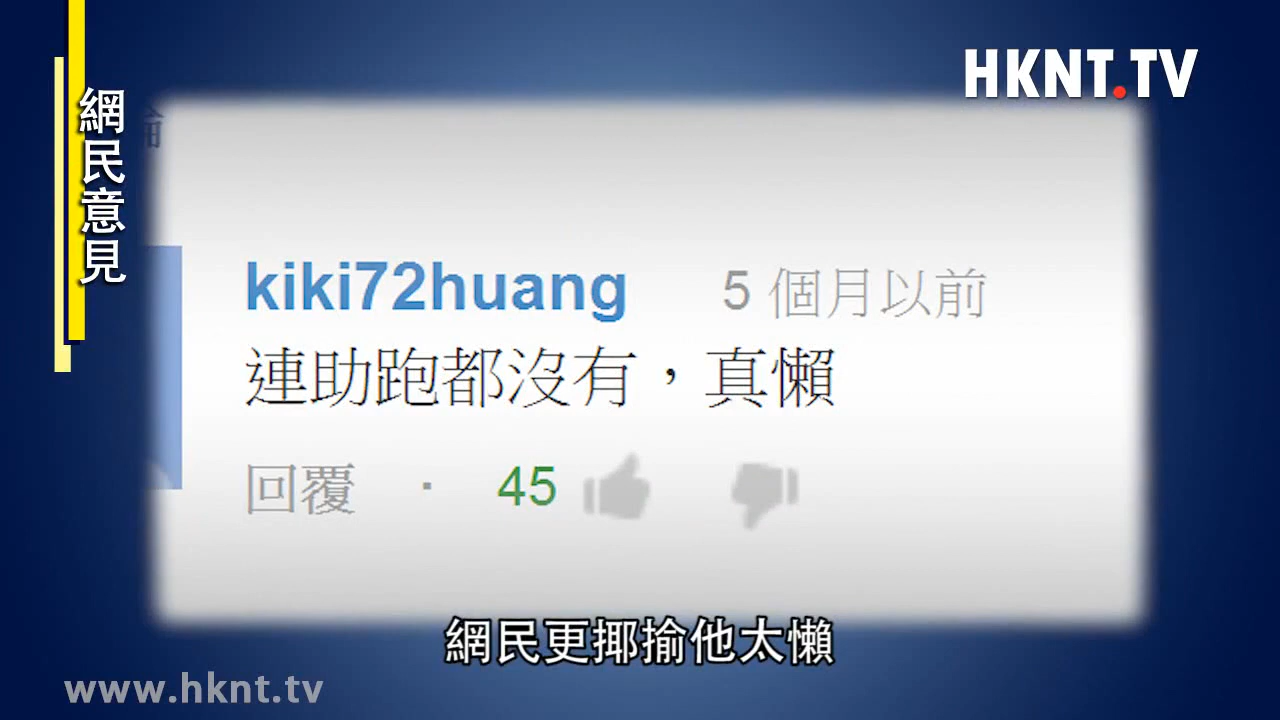 HKNT.TV
網民意見
kiki72huang 5 個月以前
連助跑都沒有，真懶
回覆 · 45
網民更揶揄他太懶
www.hknt.tv